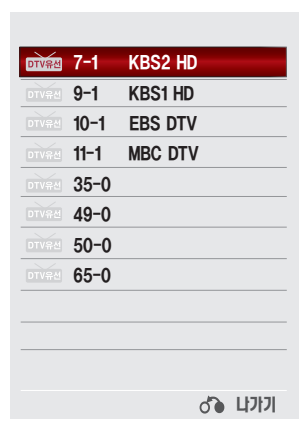 DTV유선 7-1 KBS2 HD
DTV유선 9-1 KBS1 HD
DTV유선 10-1 EBS DTV
DTV유선 11-1 MBC DTV
DTV유선 35-0
DTV유선 49-0
DTV유선 50-0
DTV유선 65-0
나가기